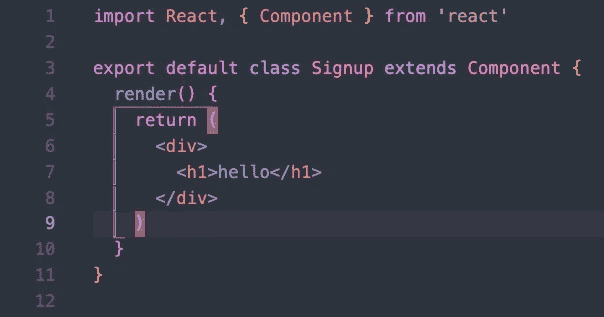 1 import React, { Component } from 'react'
2
3 export default class Signup extends Component {
4   render() {
5     return (
6       <div>
7         <h1>hello</h1>
8       </div>
9     )
10   }
11 }
12